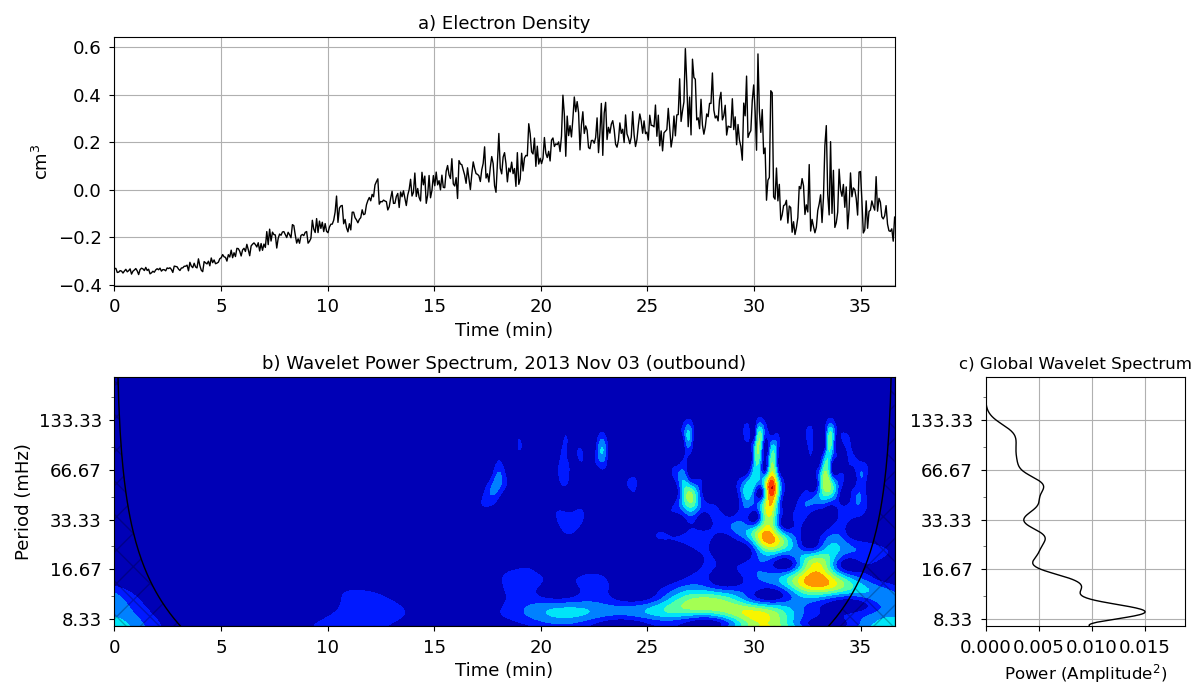 a) Electron Density
cm³
0.6
0.4
0.2
0.0
−0.2
−0.4
0 5 10 15 20 25 30 35
Time (min)
b) Wavelet Power Spectrum, 2013 Nov 03 (outbound)
Period (mHz)
133.33
66.67
33.33
16.67
8.33
0 5 10 15 20 25 30 35
Time (min)
c) Global Wavelet Spectrum
133.33
66.67
33.33
16.67
8.33
0.000 0.005 0.010 0.015
Power (Amplitude²)